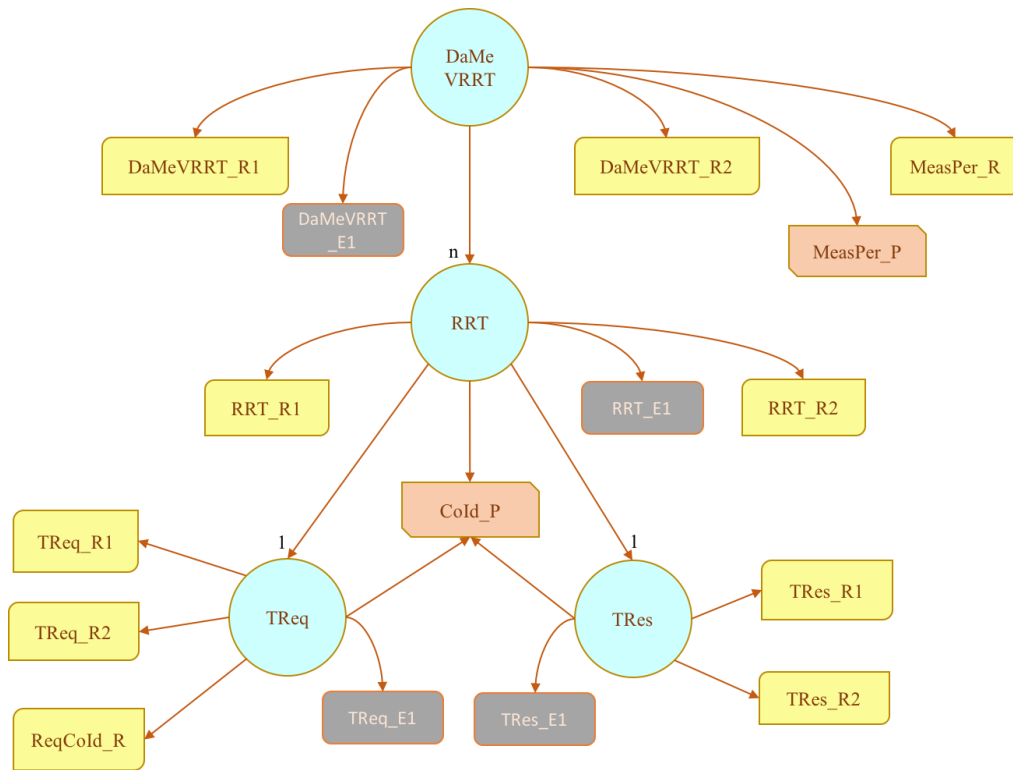 DaMe
VRRT
DaMeVRRT_R1
DaMeVRRT_R2
MeasPer_R
DaMeVRRT
_E1
MeasPer_P
n
RRT
RRT_R1
RRT_E1
RRT_R2
CoId_P
TReq_R1
1
1
TReq
TRes
TRes_R1
TReq_R2
TRes_R2
TReq_E1
TRes_E1
ReqCoId_R